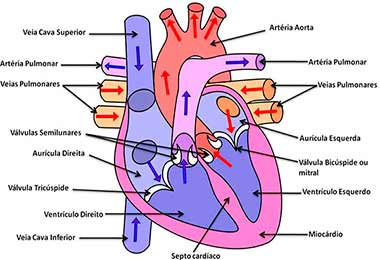 Veia Cava Superior
Artéria Aorta
Artéria Pulmonar
Artéria Pulmonar
Veias Pulmonares
Veias Pulmonares
Válvulas Semilunares
Aurícula Esquerda
Aurícula Direita
Válvula Bicúspide ou
mitral
Válvula Tricúspide
Ventrículo Esquerdo
Ventrículo Direito
Miocárdio
Veia Cava Inferior
Septo cardíaco